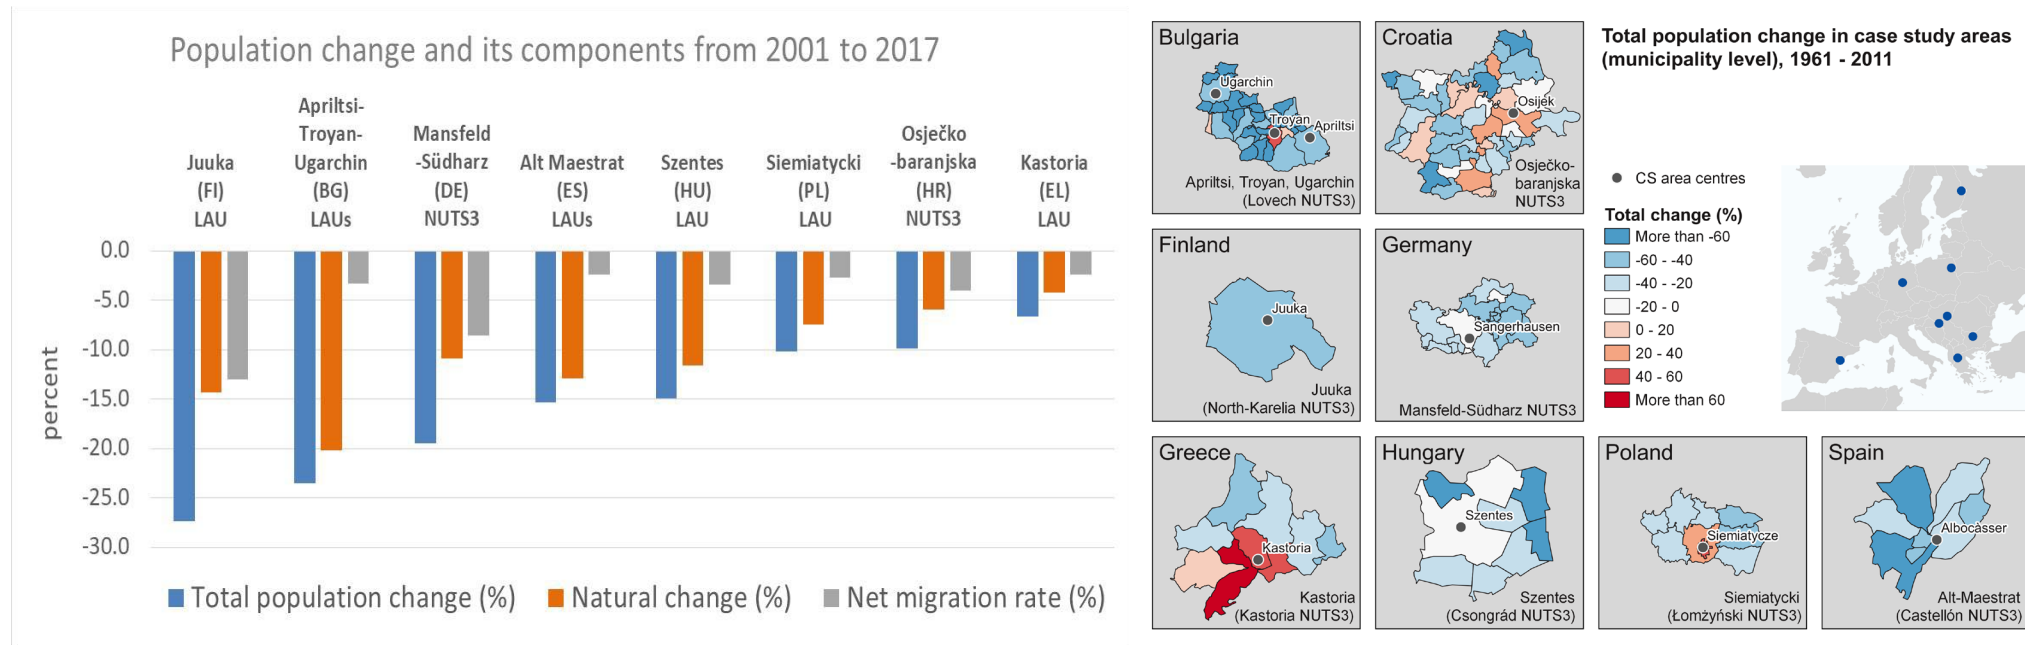 Population change and its components from 2001 to 2017
Juuka
(FI)
LAU
Apriltsi-
Troyan-
Ugarchin
(BG)
LAUs
Mansfeld
-Südharz
(DE)
NUTS3
Alt Maestrat
(ES)
LAUs
Szentes
(HU)
LAU
Siemiatycki
(PL)
LAU
Osječko
-baranjska
(HR)
NUTS3
Kastoria
(EL)
LAU
percent
0.0
-5.0
-10.0
-15.0
-20.0
-25.0
-30.0
Total population change (%)
Natural change (%)
Net migration rate (%)
Bulgaria
Ugarchin
Troyan
Apriltsi
Apriltsi, Troyan, Ugarchin
(Lovech NUTS3)
Croatia
Osijek
Osječko-
baranjska
NUTS3
Total population change in case study areas
(municipality level), 1961 - 2011
CS area centres
Total change (%)
More than -60
-60 - -40
-40 - -20
-20 - 0
0 - 20
20 - 40
40 - 60
More than 60
Finland
Juuka
Juuka
(North-Karelia NUTS3)
Germany
Sangerhausen
Mansfeld-Südharz NUTS3
Greece
Kastoria
Kastoria
(Kastoria NUTS3)
Hungary
Szentes
Szentes
(Csongrád NUTS3)
Poland
Siemiatycze
Siemiatycki
(Łomżyński NUTS3)
Spain
Albocàsser
Alt-Maestrat
(Castellón NUTS3)